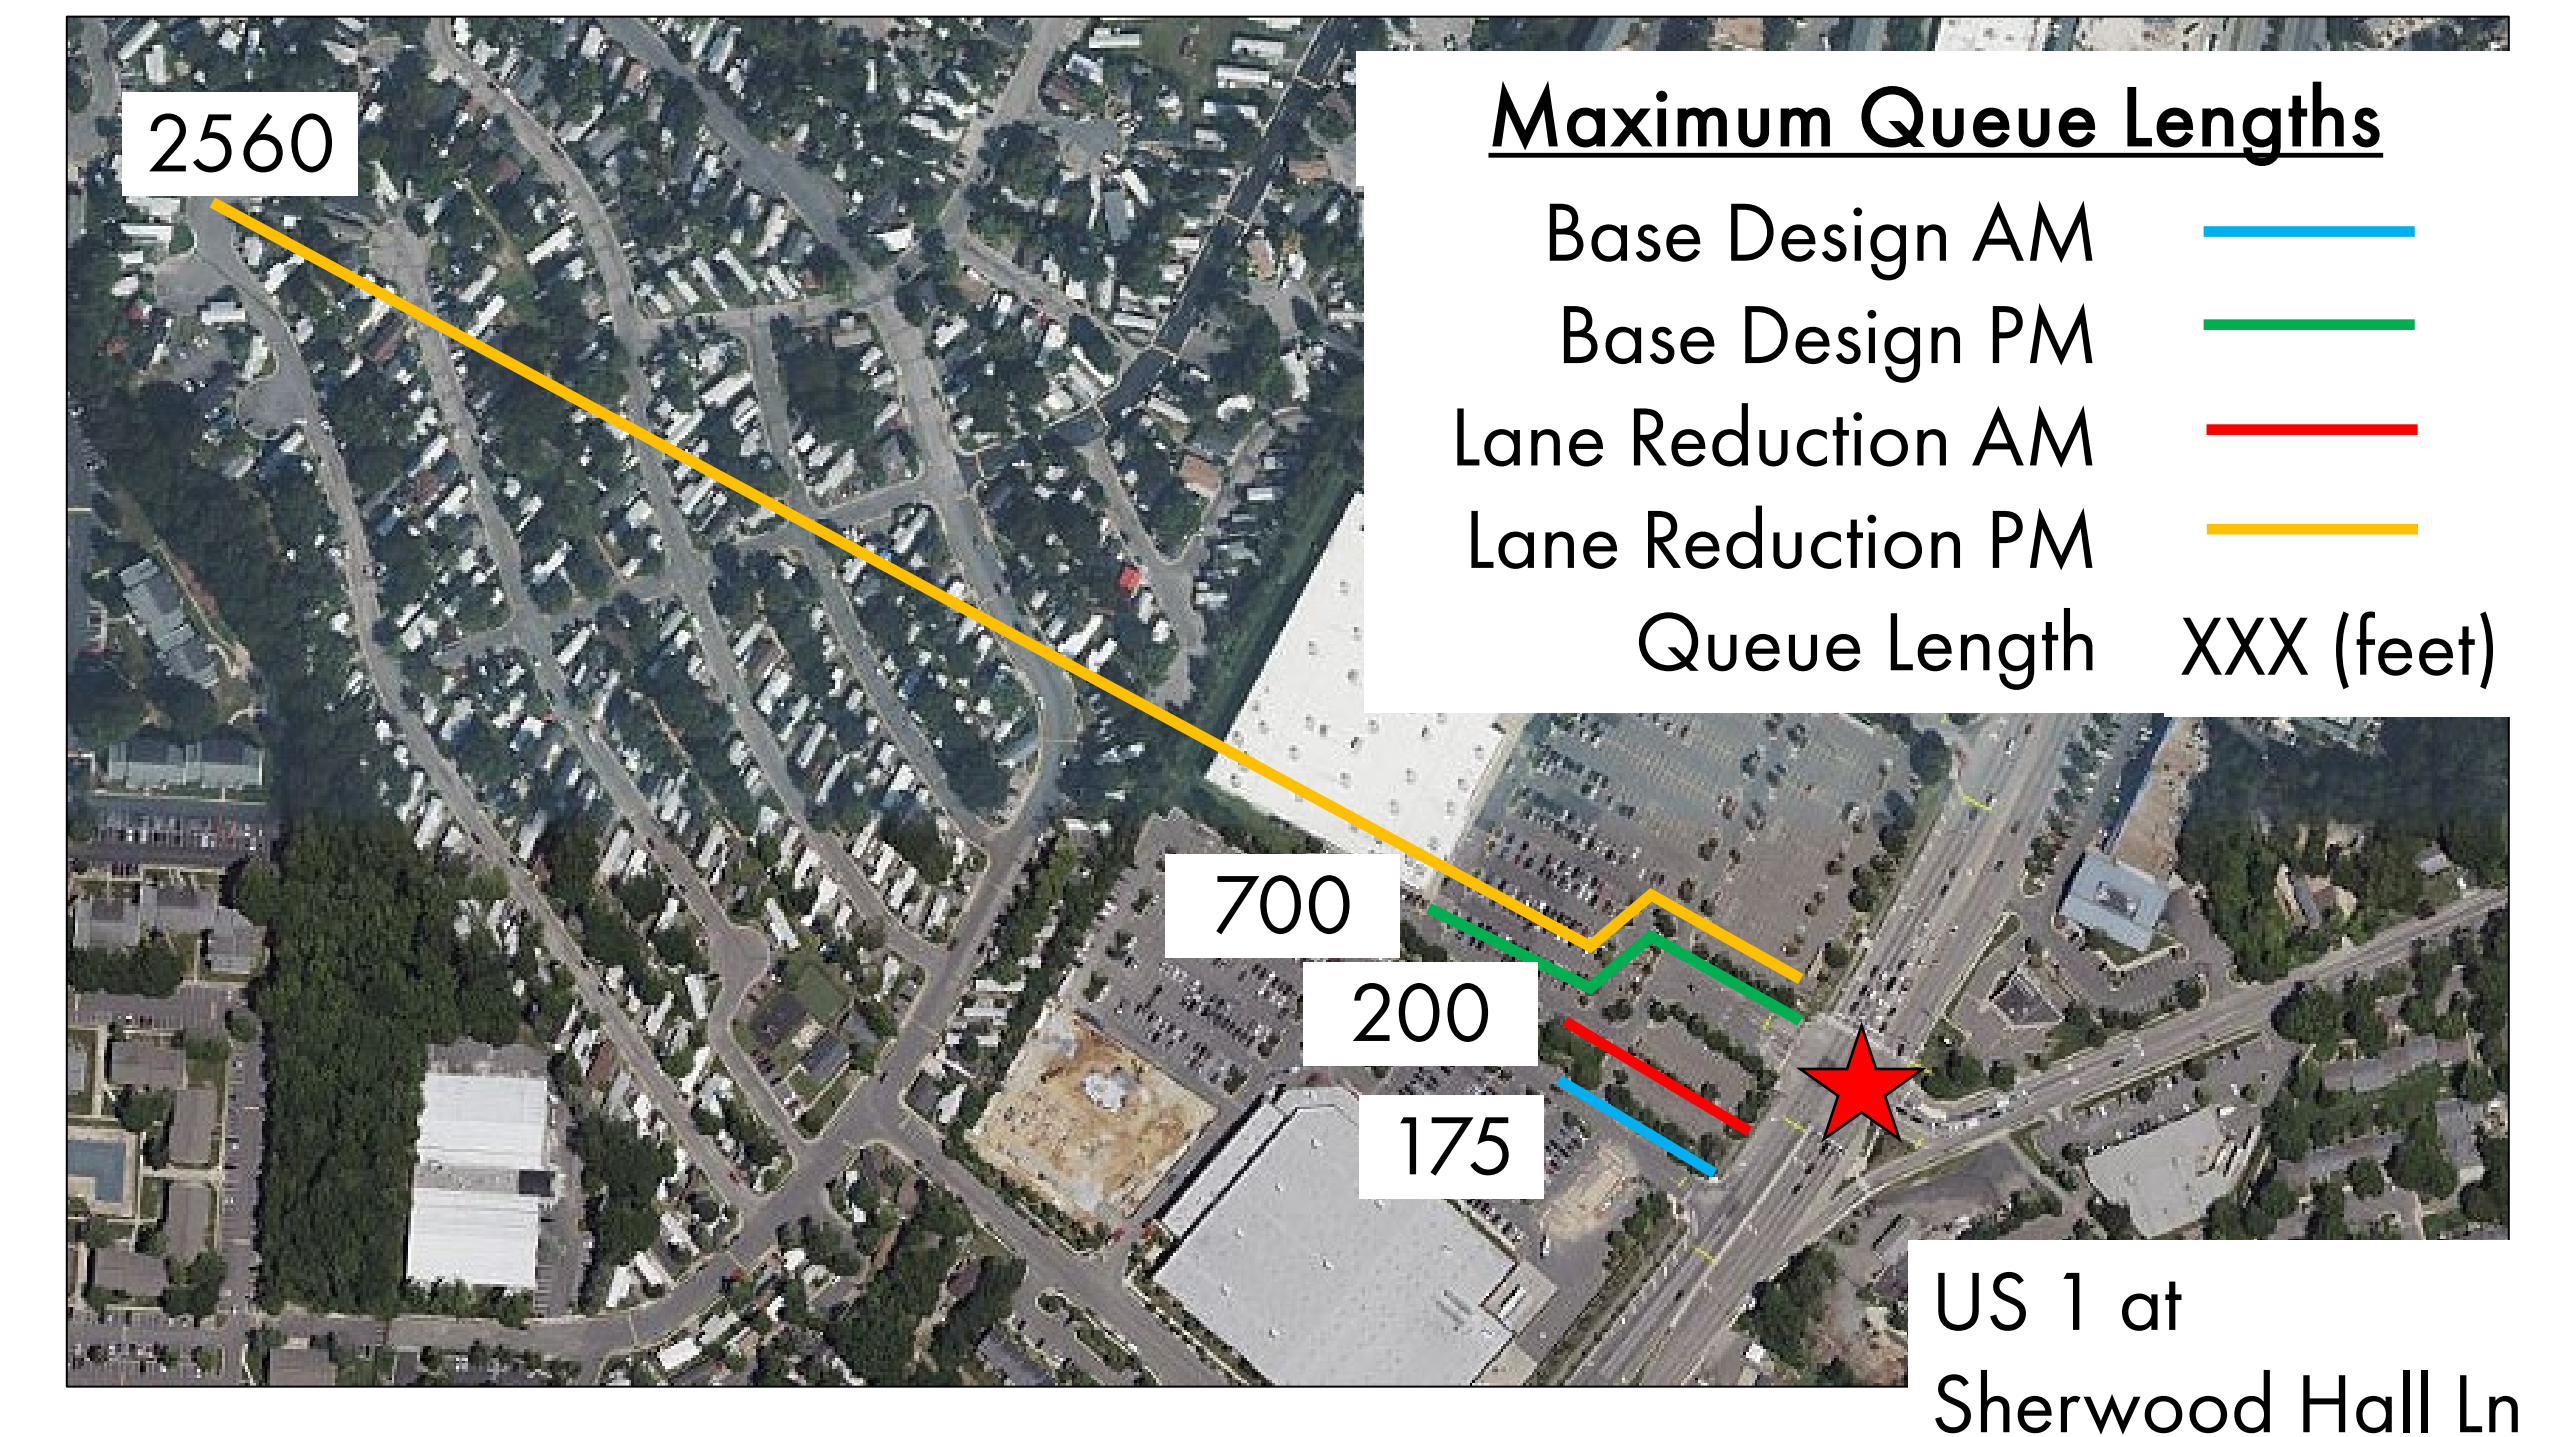 2560
Maximum Queue Lengths
Base Design AM
Base Design PM
Lane Reduction AM
Lane Reduction PM
Queue Length XXX (feet)
700
200
175
US 1 at
Sherwood Hall Ln